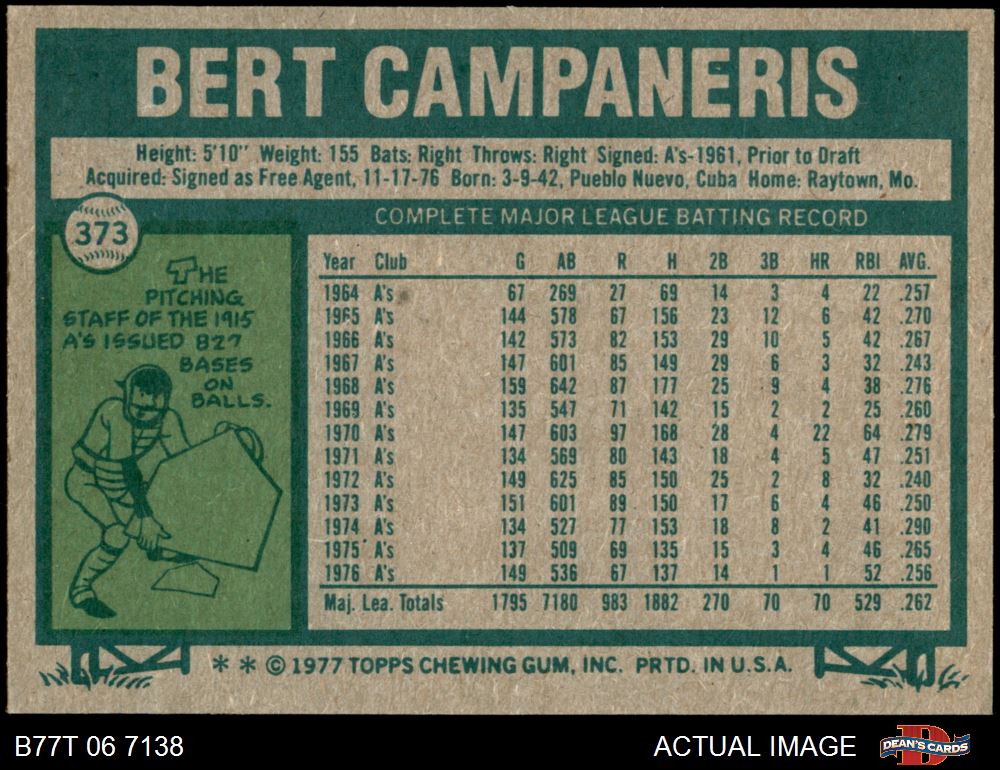 BERT CAMPANERIS
Height: 5'10" Weight: 155 Bats: Right Throws: Right Signed: A's-1961, Prior to Draft
Acquired: Signed as Free Agent, 11-17-76 Born: 3-9-42, Pueblo Nuevo, Cuba Home: Raytown, Mo.
373
THE
PITCHING
STAFF OF THE 1915
A'S ISSUED 827
BASES
ON
BALLS.
COMPLETE MAJOR LEAGUE BATTING RECORD
Year Club G AB R H 2B 3B HR RBI AVG.
1964 A's 67 269 27 69 14 3 4 22 .257
1965 A's 144 578 67 156 23 12 6 42 .270
1966 A's 142 573 82 153 29 10 5 42 .267
1967 A's 147 601 85 149 29 6 3 32 .243
1968 A's 159 642 87 177 25 9 4 38 .276
1969 A's 135 547 71 142 15 2 2 25 .260
1970 A's 147 603 97 168 28 4 22 64 .279
1971 A's 134 569 80 143 18 4 5 47 .251
1972 A's 149 625 85 150 25 2 8 32 .240
1973 A's 151 601 89 150 17 6 4 46 .250
1974 A's 134 527 77 153 18 8 2 41 .290
1975 A's 137 509 69 135 15 3 4 46 .265
1976 A's 149 536 67 137 14 1 1 52 .256
Maj. Lea. Totals 1795 7180 983 1882 270 70 70 529 .262
* * © 1977 TOPPS CHEWING GUM, INC. PRTD. IN U.S.A.
B77T 06 7138
ACTUAL IMAGE
D
DEAN'S CARDS